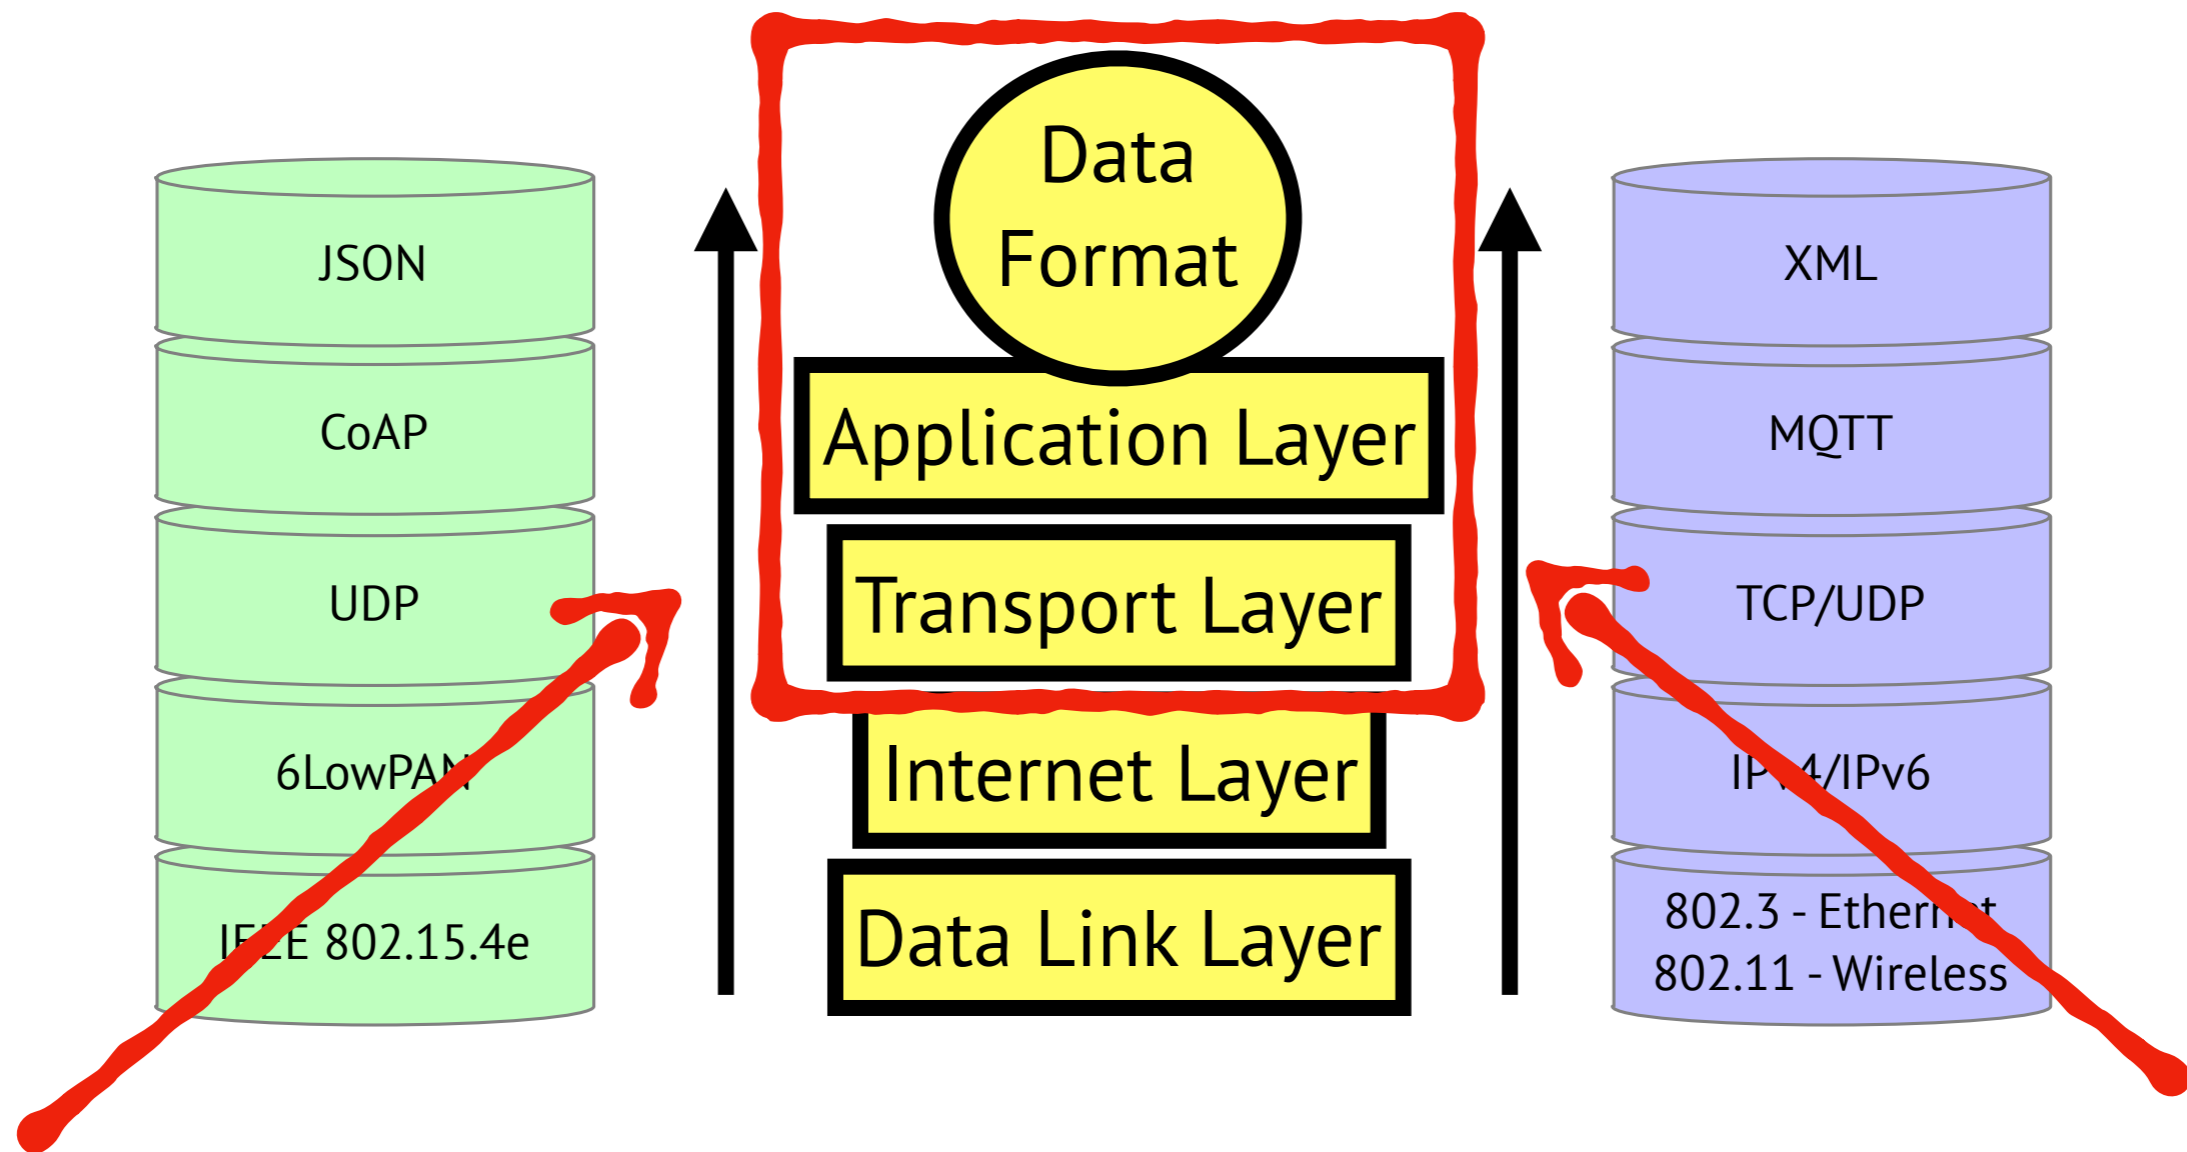 JSON
CoAP
UDP
6LowPAN
IEEE 802.15.4e
Data
Format
Application Layer
Transport Layer
Internet Layer
Data Link Layer
XML
MQTT
TCP/UDP
IPv4/IPv6
802.3 - Ethernet
802.11 - Wireless